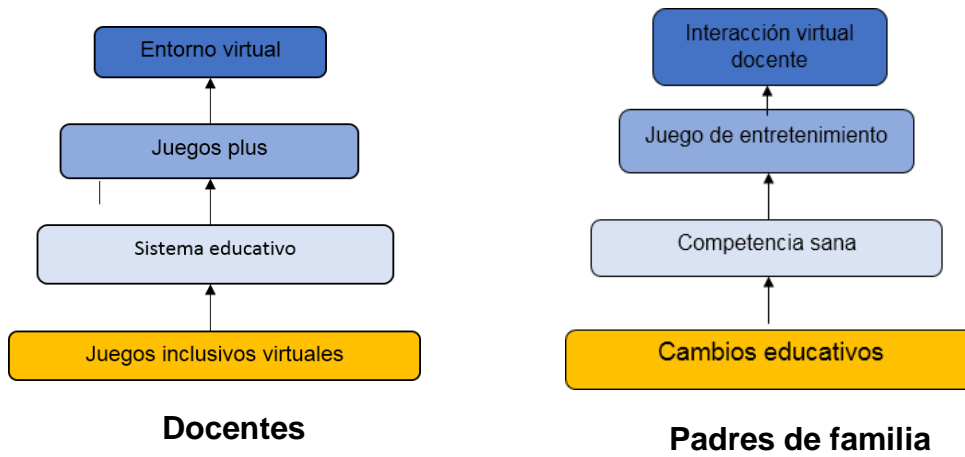 Entorno virtual
Juegos plus
Sistema educativo
Juegos inclusivos virtuales
Docentes
Interacción virtual
docente
Juego de entretenimiento
Competencia sana
Cambios educativos
Padres de familia